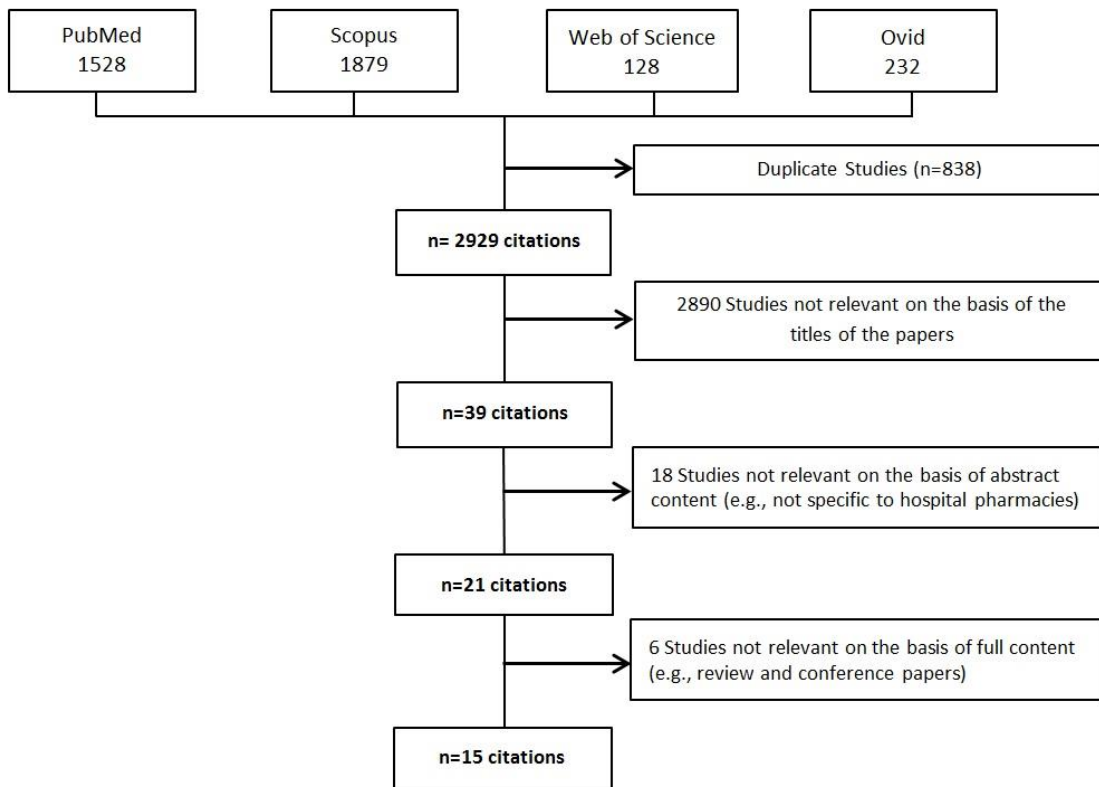 PubMed
1528
Scopus
1879
Web of Science
128
Ovid
232
Duplicate Studies (n=838)
n= 2929 citations
2890 Studies not relevant on the basis of the
titles of the papers
n=39 citations
18 Studies not relevant on the basis of abstract
content (e.g., not specific to hospital pharmacies)
n=21 citations
6 Studies not relevant on the basis of full content
(e.g., review and conference papers)
n=15 citations